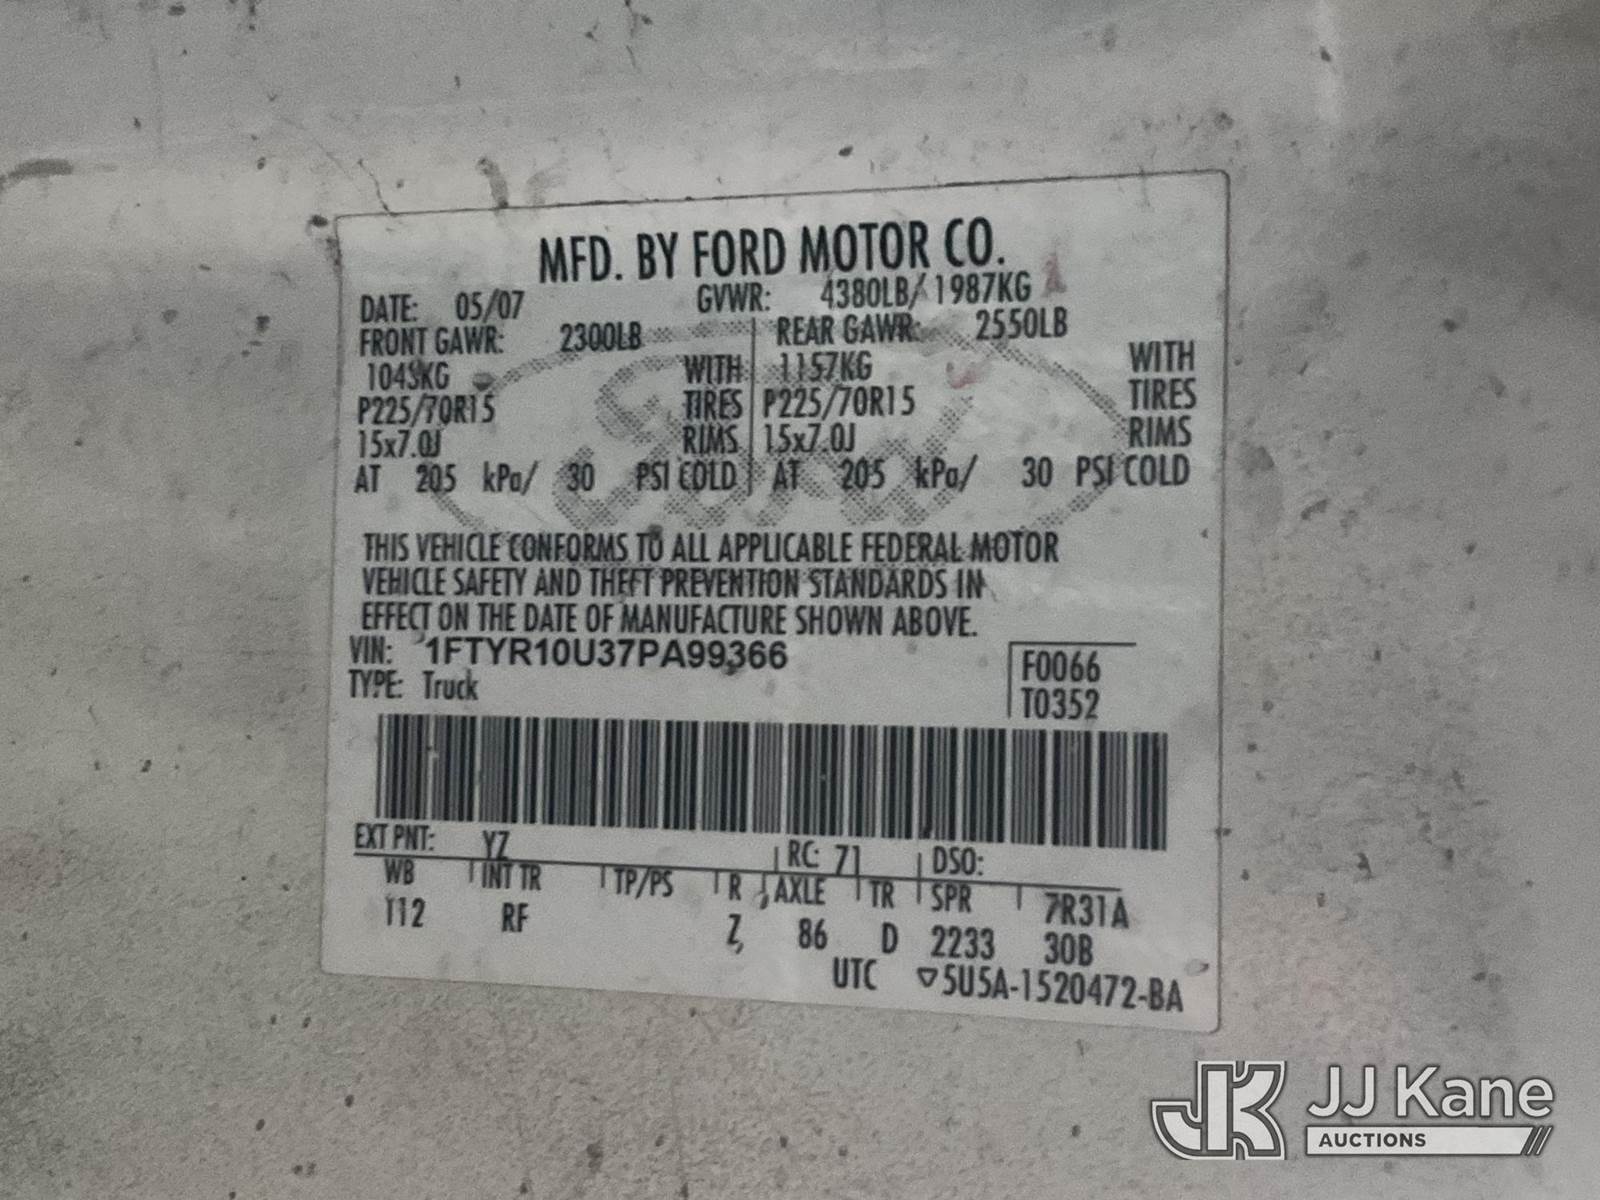 MFD. BY FORD MOTOR CO.
DATE: 05/07 GVWR: 4380LB/ 1987KG
FRONT GAWR: 2300LB REAR GAWR: 2550LB
1043KG WITH 1157KG WITH
P225/70R15 TIRES P225/70R15 TIRES
15x7.0J RIMS 15x7.0J RIMS
AT 205 kPa/ 30 PSI COLD AT 205 kPa/ 30 PSI COLD
THIS VEHICLE CONFORMS TO ALL APPLICABLE FEDERAL MOTOR
VEHICLE SAFETY AND THEFT PREVENTION STANDARDS IN
EFFECT ON THE DATE OF MANUFACTURE SHOWN ABOVE.
VIN: 1FTYR10U37PA99366
TYPE: Truck
F0066
T0352
EXT PNT: YZ RC: 71 DSO:
WB INT TR TP/PS R AXLE TR SPR 7R31A
112 RF Z, 86 D 2233 30B
UTC ▽5U5A-1520472-BA
Ford
JK JJ Kane
AUCTIONS